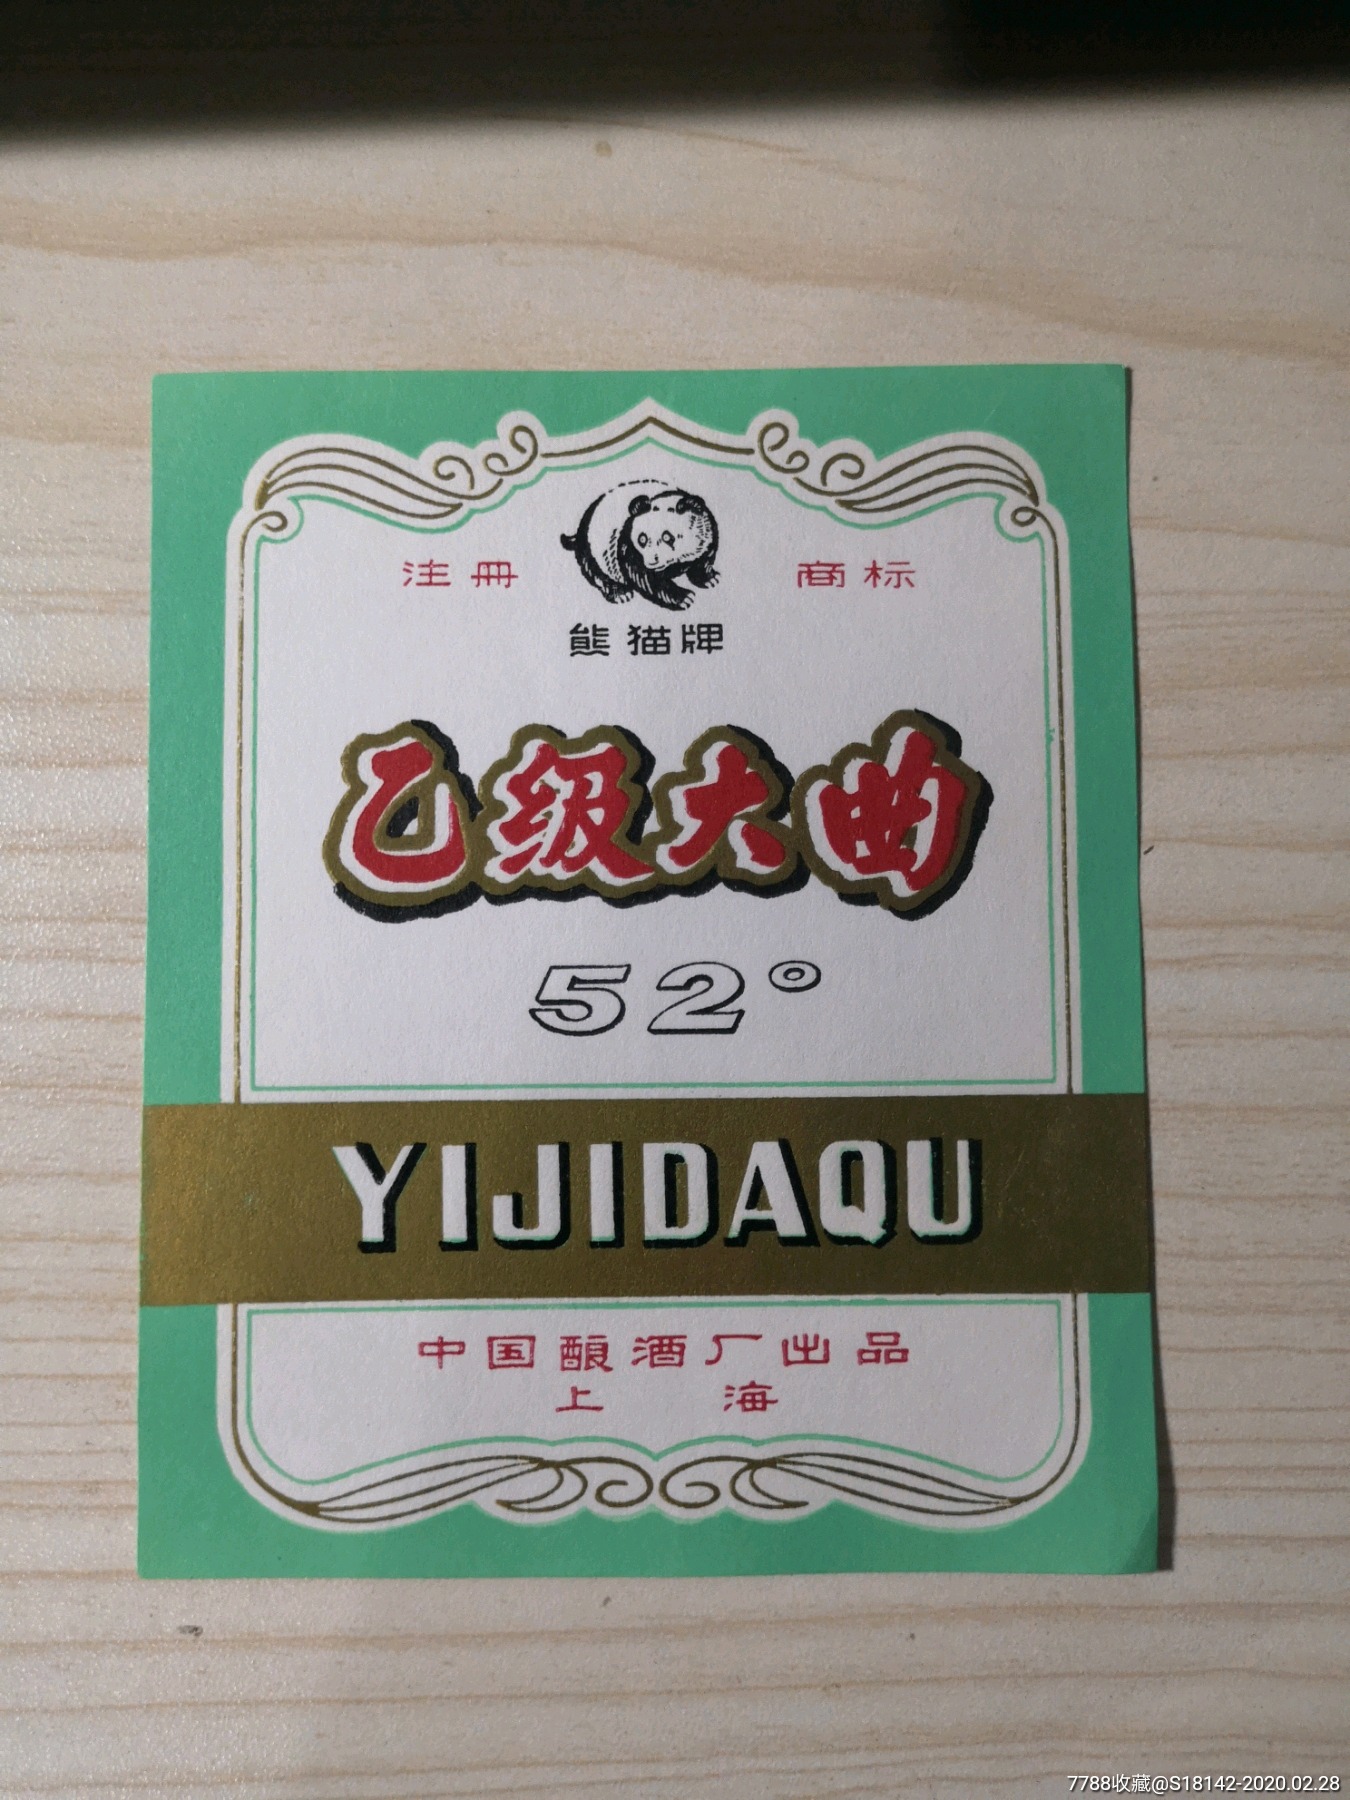 注册 商标
熊猫牌
乙级大曲
52°
YIJIDAQU
中国酿酒厂出品
上海
7788收藏@S18142-2020.02.28